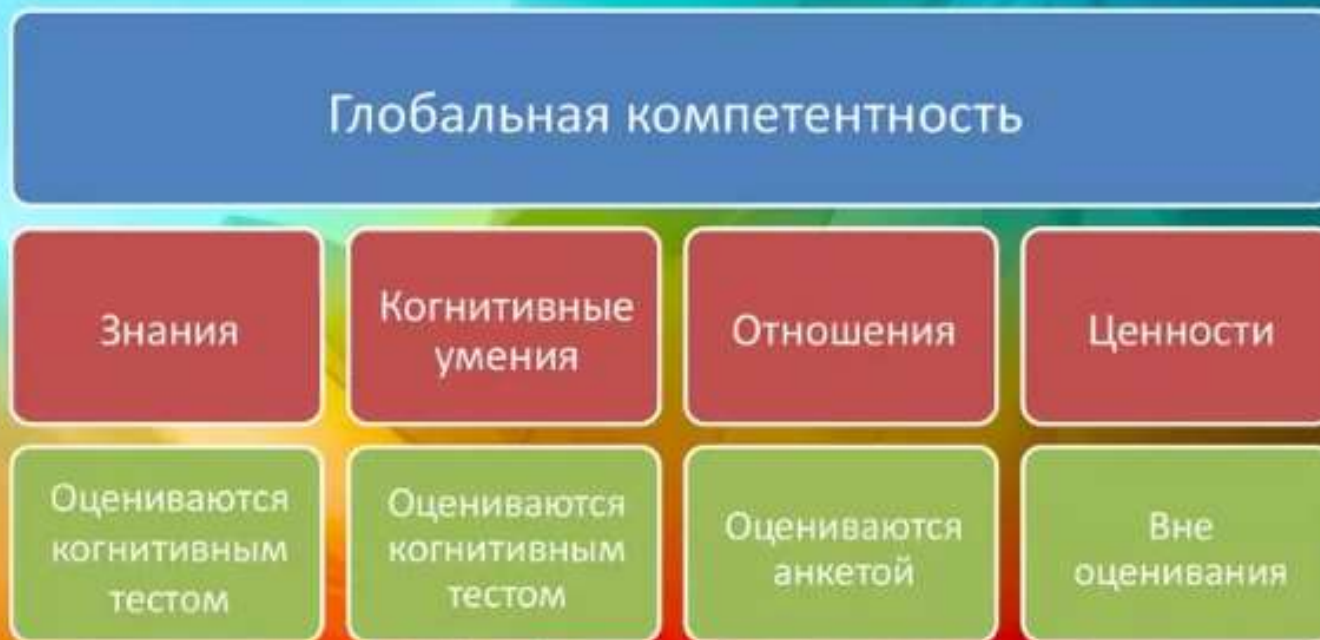 Глобальная компетентность
Знания
Когнитивные
умения
Отношения
Ценности
Оцениваются
когнитивным
тестом
Оцениваются
когнитивным
тестом
Оцениваются
анкетой
Вне
оценивания